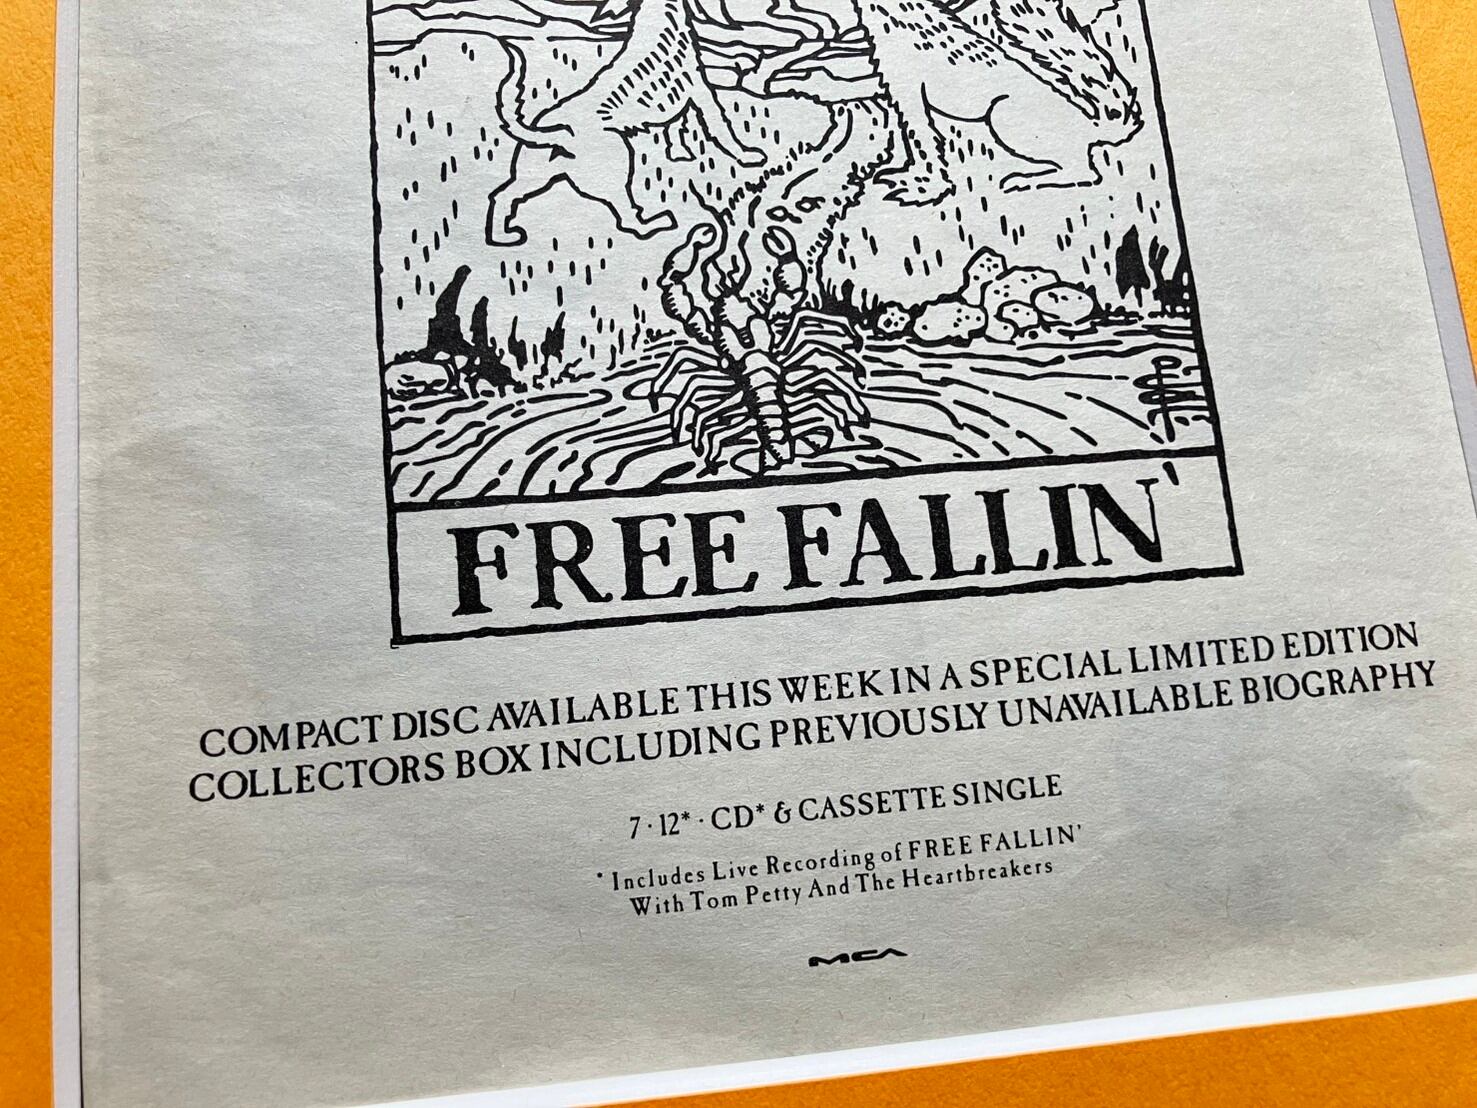 FREE FALLIN'
COMPACT DISC AVAILABLE THIS WEEK IN A SPECIAL LIMITED EDITION
COLLECTORS BOX INCLUDING PREVIOUSLY UNAVAILABLE BIOGRAPHY
7 · 12* · CD* & CASSETTE SINGLE
* Includes Live Recording of FREE FALLIN'
With Tom Petty And The Heartbreakers
MCA